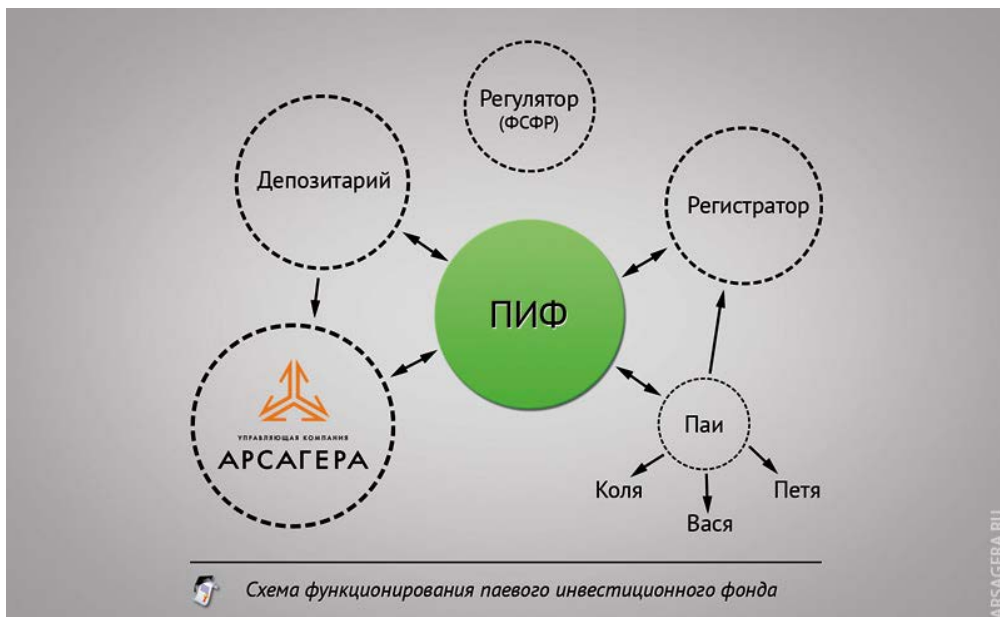 Регулятор
(ФСФР)
Депозитарий
Регистратор
ПИФ
УПРАВЛЯЮЩАЯ КОМПАНИЯ
АРСАГЕРА
Паи
Коля
Петя
Вася
Схема функционирования паевого инвестиционного фонда
ARSAGERA.RU